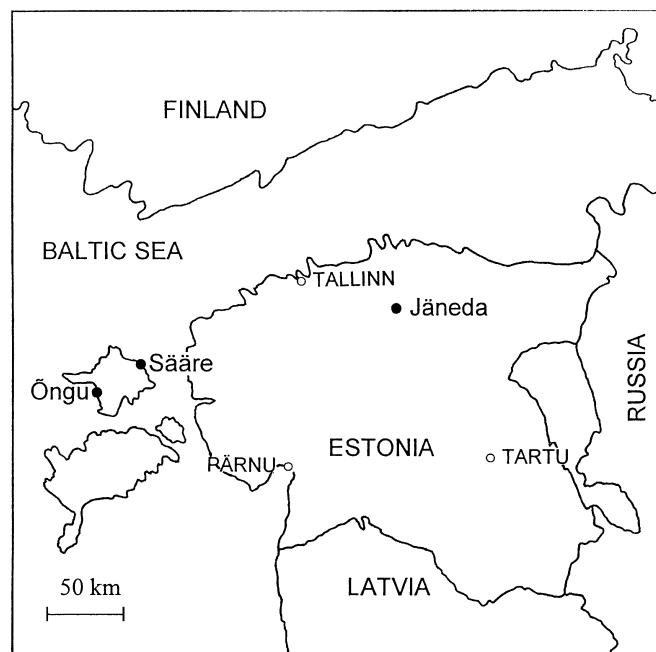 FINLAND
BALTIC SEA
TALLINN
Jäneda
Sääre
Õngu
RUSSIA
ESTONIA
PÄRNU
TARTU
50 km
LATVIA